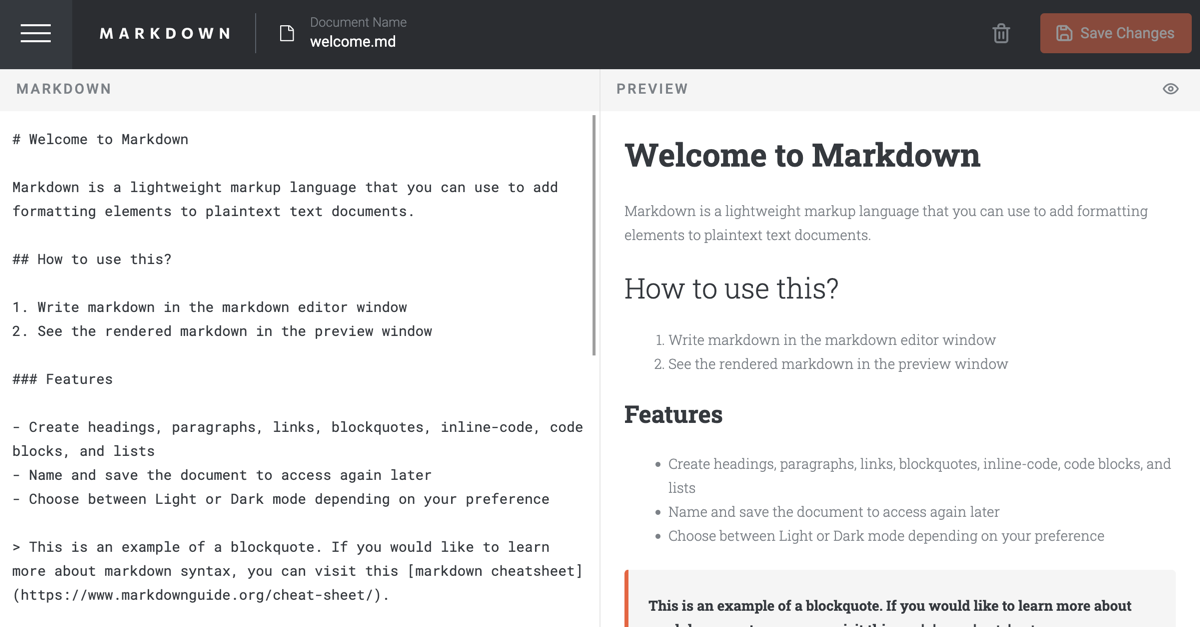 MARKDOWN
Document Name
welcome.md
Save Changes
MARKDOWN
# Welcome to Markdown
Markdown is a lightweight markup language that you can use to add
formatting elements to plaintext text documents.
## How to use this?
1. Write markdown in the markdown editor window
2. See the rendered markdown in the preview window
### Features
- Create headings, paragraphs, links, blockquotes, inline-code, code
blocks, and lists
- Name and save the document to access again later
- Choose between Light or Dark mode depending on your preference
> This is an example of a blockquote. If you would like to learn
more about markdown syntax, you can visit this [markdown cheatsheet]
(https://www.markdownguide.org/cheat-sheet/).
PREVIEW
Welcome to Markdown
Markdown is a lightweight markup language that you can use to add formatting
elements to plaintext text documents.
How to use this?
1. Write markdown in the markdown editor window
2. See the rendered markdown in the preview window
Features
• Create headings, paragraphs, links, blockquotes, inline-code, code blocks, and
lists
• Name and save the document to access again later
• Choose between Light or Dark mode depending on your preference
This is an example of a blockquote. If you would like to learn more about